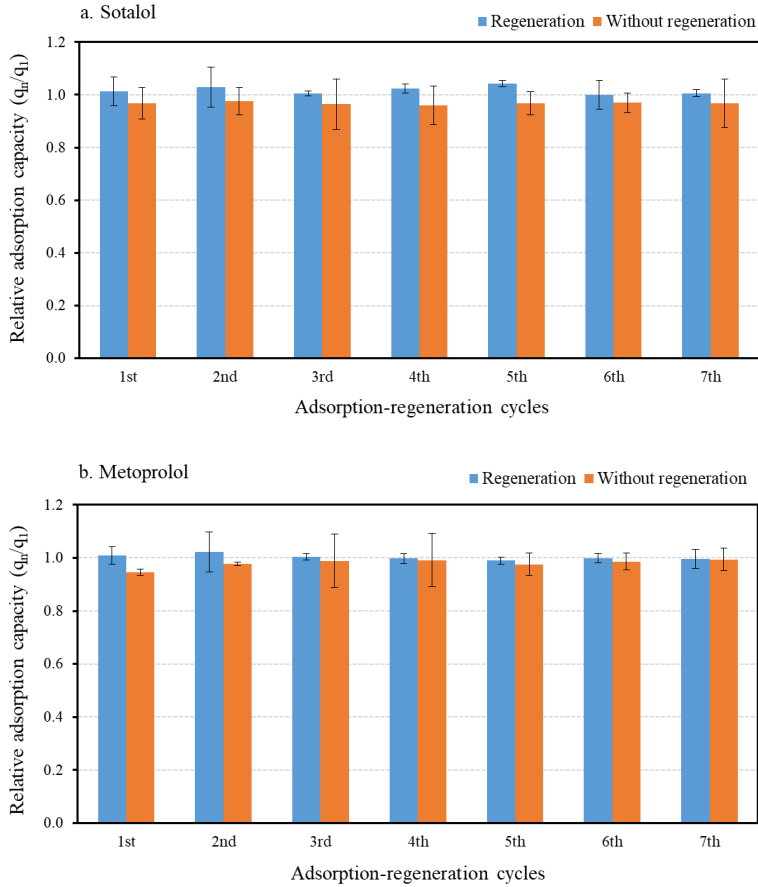 a. Sotalol
Regeneration Without regeneration
Relative adsorption capacity (qn/q1)
1.2
1.0
0.8
0.6
0.4
0.2
0.0
1st 2nd 3rd 4th 5th 6th 7th
Adsorption-regeneration cycles
b. Metoprolol
Regeneration Without regeneration
Relative adsorption capacity (qn/q1)
1.2
1.0
0.8
0.6
0.4
0.2
0.0
1st 2nd 3rd 4th 5th 6th 7th
Adsorption-regeneration cycles